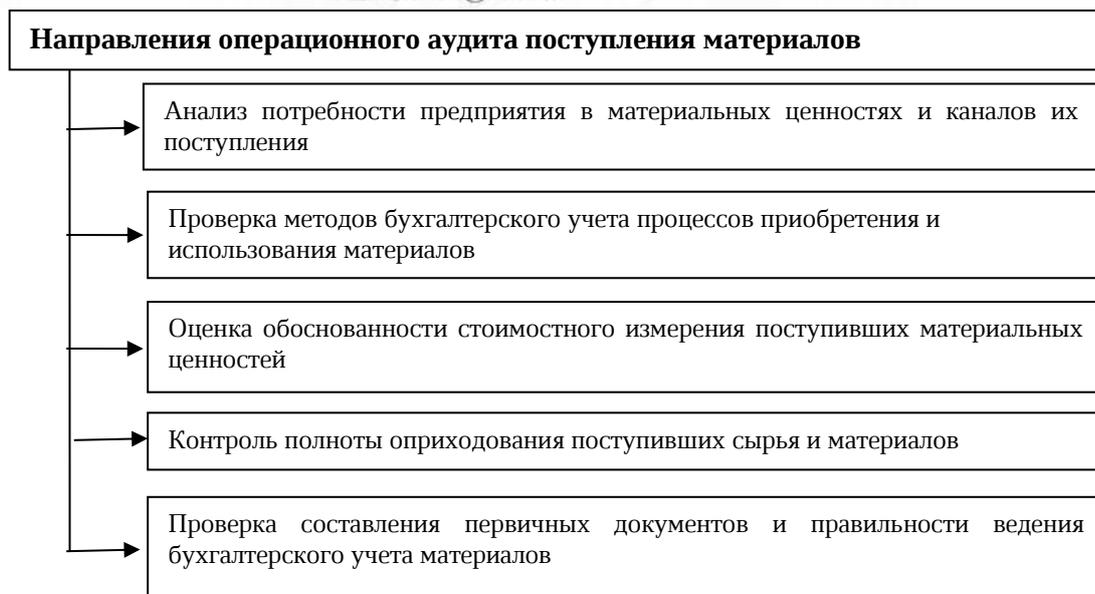 Направления операционного аудита поступления материалов
Анализ потребности предприятия в материальных ценностях и каналов их
поступления
Проверка методов бухгалтерского учета процессов приобретения и
использования материалов
Оценка обоснованности стоимостного измерения поступивших материальных
ценностей
Контроль полноты оприходования поступивших сырья и материалов
Проверка составления первичных документов и правильности ведения
бухгалтерского учета материалов